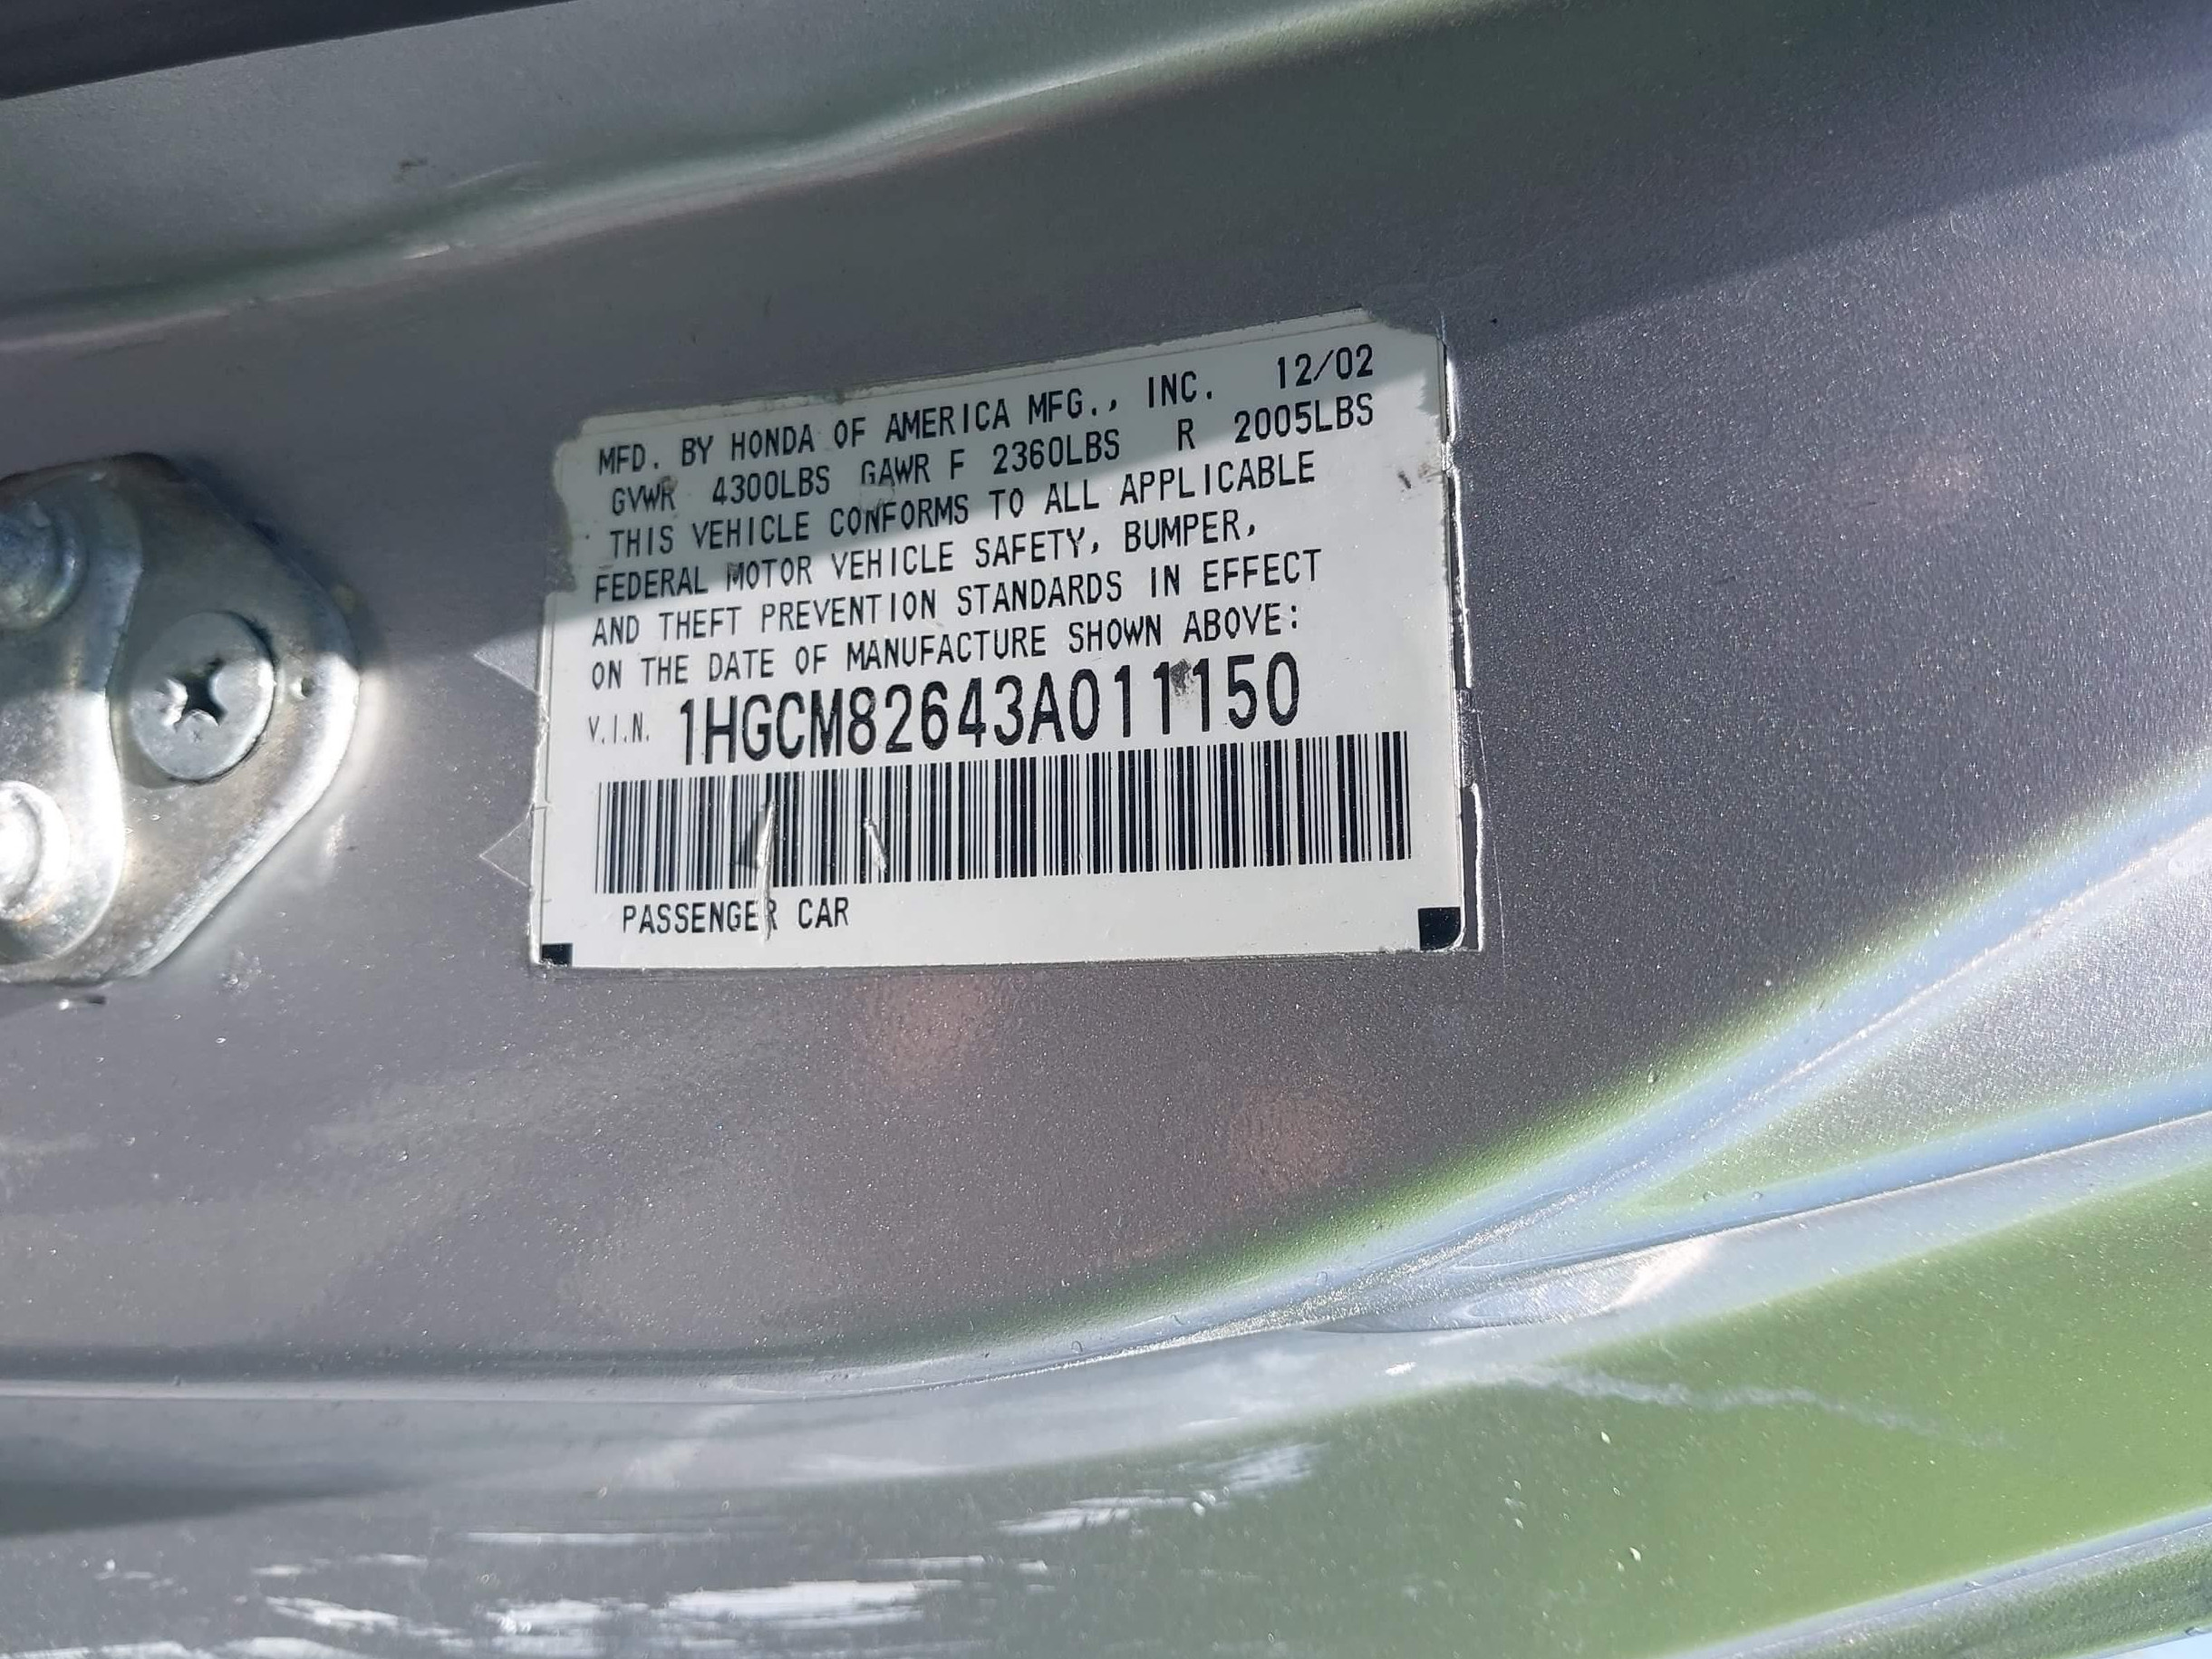 MFD. BY HONDA OF AMERICA MFG., INC. 12/02
GVWR 4300LBS GAWR F 2360LBS R 2005LBS
THIS VEHICLE CONFORMS TO ALL APPLICABLE
FEDERAL MOTOR VEHICLE SAFETY, BUMPER,
AND THEFT PREVENTION STANDARDS IN EFFECT
ON THE DATE OF MANUFACTURE SHOWN ABOVE:
V.I.N. 1HGCM82643A011150
PASSENGER CAR